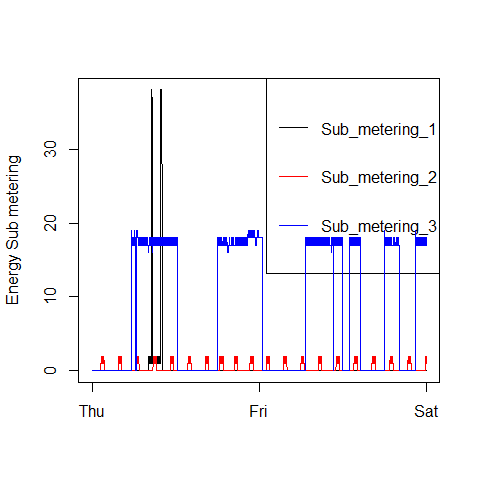 Energy Sub metering
30
20
10
0
Sub_metering_1
Sub_metering_2
Sub_metering_3
Thu Fri Sat